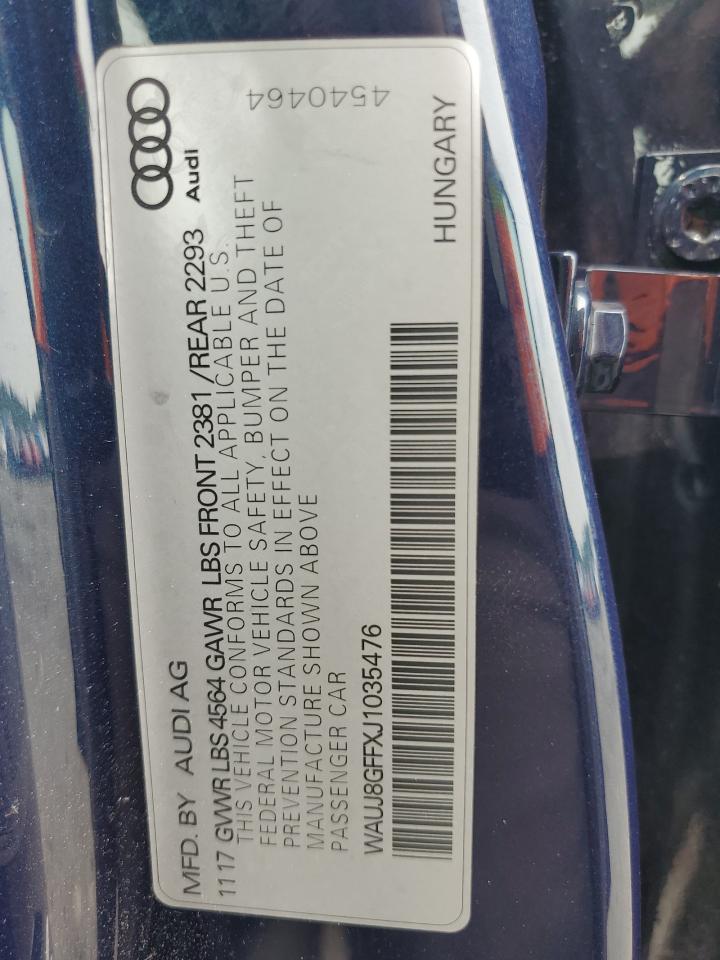 MFD. BY AUDI AG
Audi
11 17 GVWR LBS 4564 GAWR LBS FRONT 2381 /REAR 2293
THIS VEHICLE CONFORMS TO ALL APPLICABLE U.S.
FEDERAL MOTOR VEHICLE SAFETY, BUMPER AND THEFT
PREVENTION STANDARDS IN EFFECT ON THE DATE OF
MANUFACTURE SHOWN ABOVE
PASSENGER CAR
WAUJ8GFFXJ1035476
4540464
HUNGARY